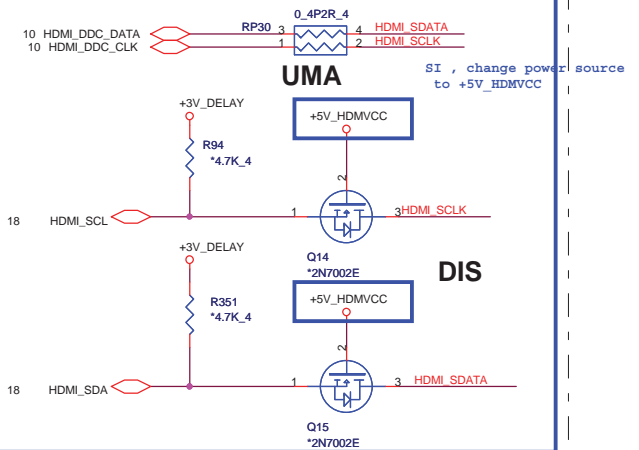 0_4P2R_4
10 HDMI_DDC_DATA RP30 3 4 HDMI_SDATA
10 HDMI_DDC_CLK 1 2 HDMI_SCLK
UMA
SI , change power source
to +5V_HDMVCC
+3V_DELAY
+5V_HDMVCC
R94
*4.7K_4
2
18 HDMI_SCL 1 3 HDMI_SCLK
+3V_DELAY
Q14
*2N7002E
DIS
+5V_HDMVCC
R351
*4.7K_4
2
18 HDMI_SDA 1 3 HDMI_SDATA
Q15
*2N7002E